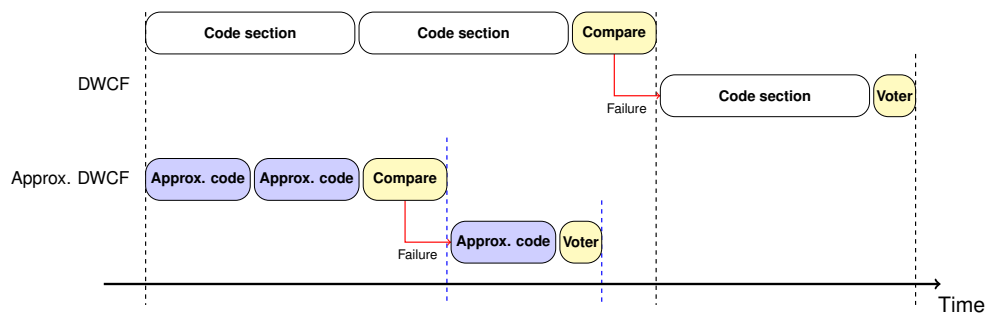 Code section
Code section
Compare
DWCF
Code section
Voter
Failure
Approx. DWCF
Approx. code
Approx. code
Compare
Approx. code
Voter
Failure
Time